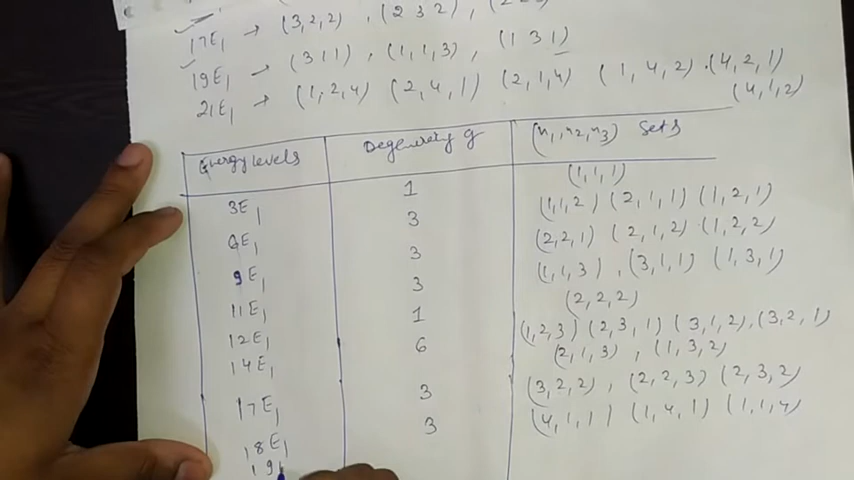 17E1 → (3,2,2) , (2 3 2) ,
19E1 → (3 1 1) , (1,1,3) , (1 3 1)
21E1 → (1,2,4) (2,4,1) (2,1,4) (1,4,2) . (4,2,1)
(4,1,2)
Energy levels Degeneraty g (n1, n2, n3) Sets
3E1 1 (1,1,1)
6E1 3 (1,1,2) (2,1,1) (1,2,1)
9E1 3 (2,2,1) (2,1,2) (1,2,2)
11E1 3 (1,1,3) , (3,1,1) (1,3,1)
12E1 1 (2,2,2)
14E1 6 (1,2,3) (2,3,1) (3,1,2), (3,2,1)
(2,1,3) , (1,3,2)
17E1 3 (3,2,2) , (2,2,3) (2,3,2)
18E1 3 (4,1,1) (1,4,1) (1,1,4)
19